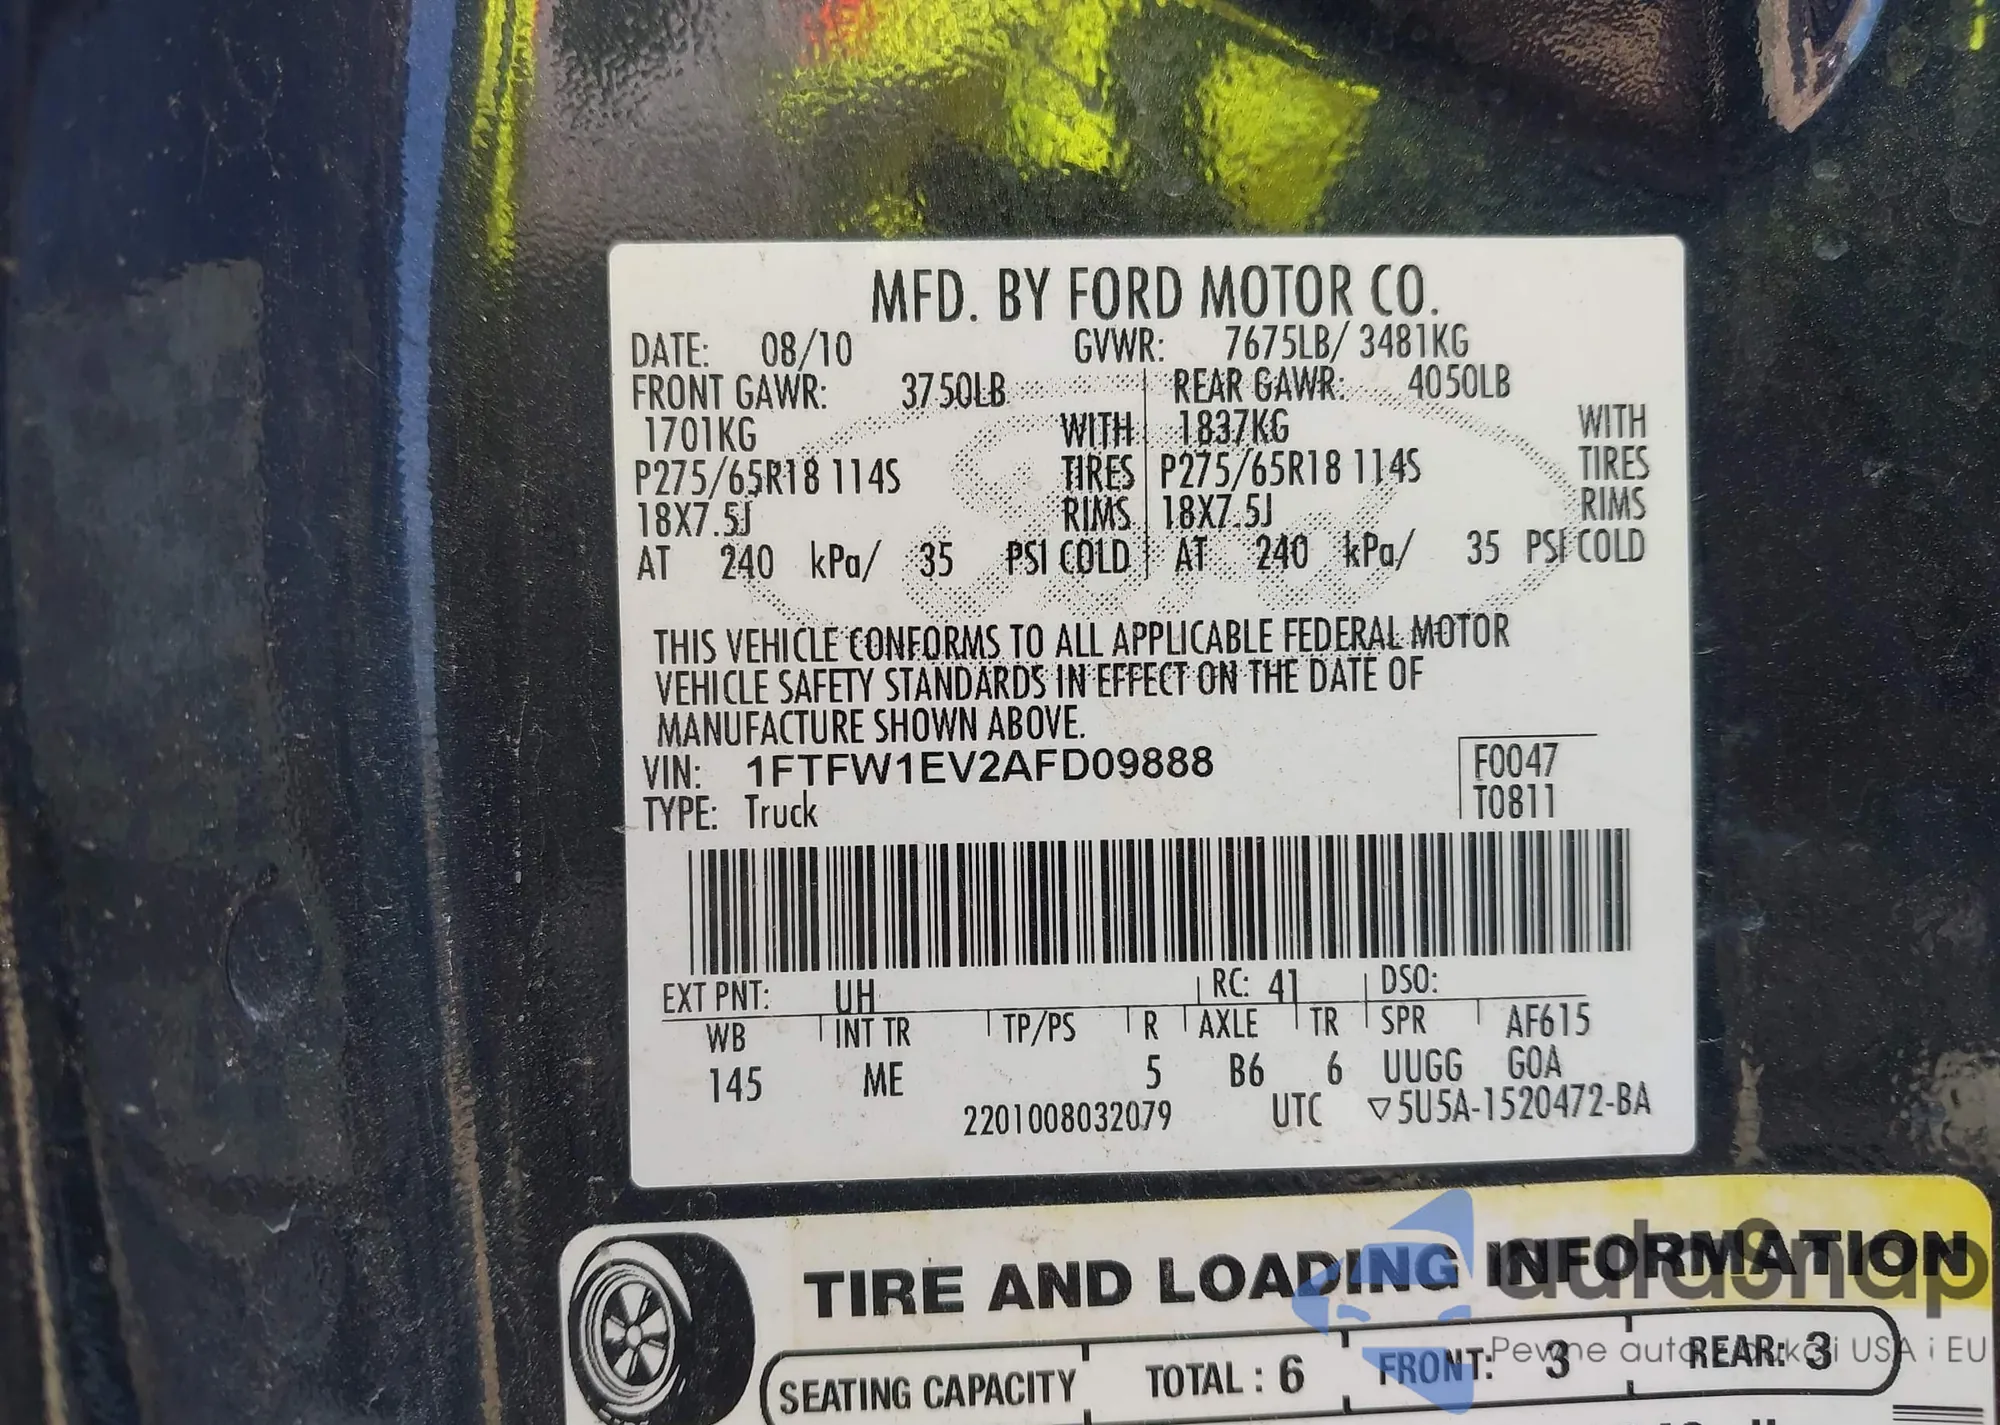 MFD. BY FORD MOTOR CO.
DATE: 08/10 GVWR: 7675LB/ 3481KG
FRONT GAWR: 3750LB REAR GAWR: 4050LB
1701KG WITH 1837KG WITH
P275/65R18 114S TIRES P275/65R18 114S TIRES
18X7.5J RIMS 18X7.5J RIMS
AT 240 kPa/ 35 PSI COLD AT 240 kPa/ 35 PSI COLD
THIS VEHICLE CONFORMS TO ALL APPLICABLE FEDERAL MOTOR
VEHICLE SAFETY STANDARDS IN EFFECT ON THE DATE OF
MANUFACTURE SHOWN ABOVE.
VIN: 1FTFW1EV2AFD09888 F0047
TYPE: Truck T0811
EXT PNT: UH RC: 41 DSO:
WB INT TR TP/PS R AXLE TR SPR AF615
145 ME 5 B6 6 UUGG GOA
2201008032079 UTC ▽5U5A-1520472-BA
TIRE AND LOADING INFORMATION
SEATING CAPACITY TOTAL : 6 FRONT: 3 REAR: 3
Pewne auta z USA i EU